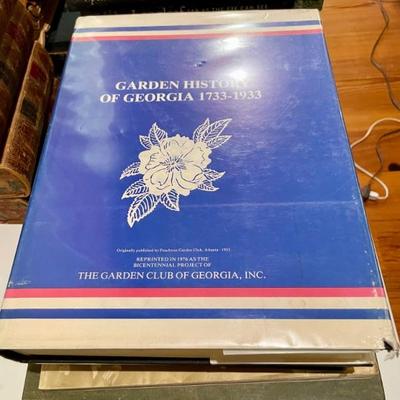 GARDEN HISTORY
OF GEORGIA 1733-1933
Originally published by Peachtree Garden Club, Atlanta - 1933
REPRINTED IN 1976 AS THE
BICENTENNIAL PROJECT OF
THE GARDEN CLUB OF GEORGIA, INC.